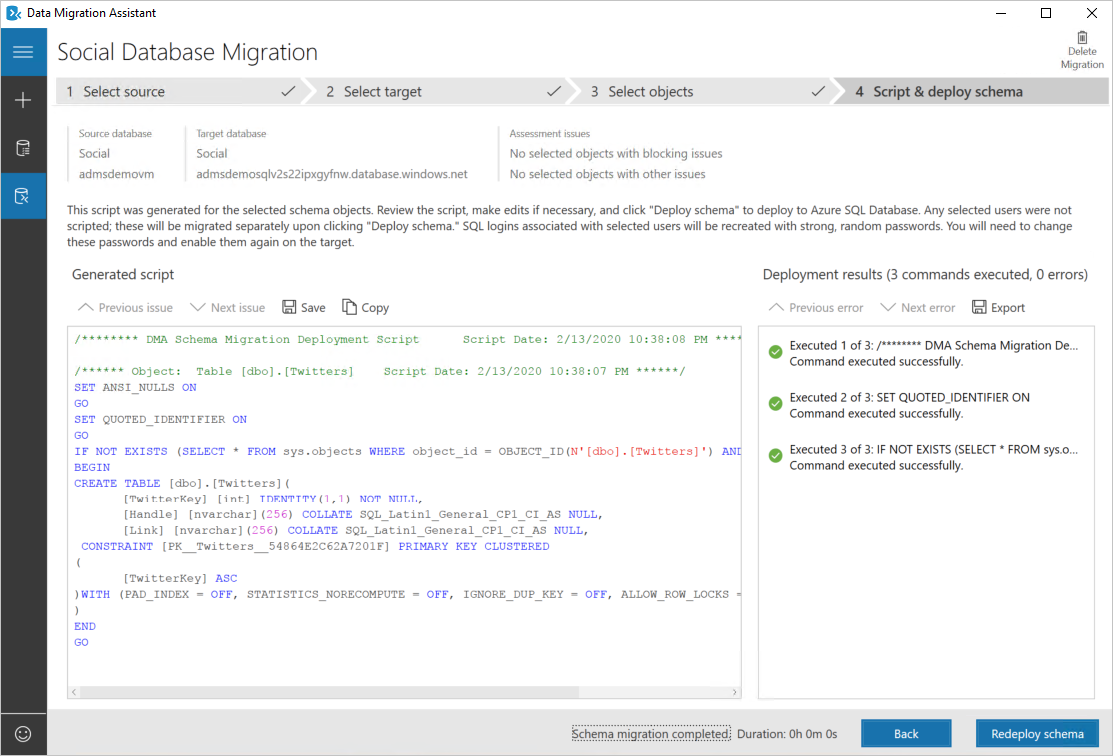 Data Migration Assistant
Social Database Migration
Delete
Migration
1 Select source
2 Select target
3 Select objects
4 Script & deploy schema
Source database
Social
admsdemovm
Target database
Social
admsdemosqlv2s22ipxgyfnw.database.windows.net
Assessment issues
No selected objects with blocking issues
No selected objects with other issues
This script was generated for the selected schema objects. Review the script, make edits if necessary, and click "Deploy schema" to deploy to Azure SQL Database. Any selected users were not
scripted; these will be migrated separately upon clicking "Deploy schema." SQL logins associated with selected users will be recreated with strong, random passwords. You will need to change
these passwords and enable them again on the target.
Generated script
Previous issue Next issue Save Copy
/******** DMA Schema Migration Deployment Script Script Date: 2/13/2020 10:38:08 PM ****
/****** Object: Table [dbo].[Twitters] Script Date: 2/13/2020 10:38:07 PM ******/
SET ANSI_NULLS ON
GO
SET QUOTED_IDENTIFIER ON
GO
IF NOT EXISTS (SELECT * FROM sys.objects WHERE object_id = OBJECT_ID(N'[dbo].[Twitters]') AND
BEGIN
CREATE TABLE [dbo].[Twitters](
[TwitterKey] [int] IDENTITY(1,1) NOT NULL,
[Handle] [nvarchar](256) COLLATE SQL_Latin1_General_CP1_CI_AS NULL,
[Link] [nvarchar](256) COLLATE SQL_Latin1_General_CP1_CI_AS NULL,
CONSTRAINT [PK__Twitters__54864E2C62A7201F] PRIMARY KEY CLUSTERED
(
[TwitterKey] ASC
)WITH (PAD_INDEX = OFF, STATISTICS_NORECOMPUTE = OFF, IGNORE_DUP_KEY = OFF, ALLOW_ROW_LOCKS =
)
END
GO
Deployment results (3 commands executed, 0 errors)
Previous error Next error Export
Executed 1 of 3: /******** DMA Schema Migration De...
Command executed successfully.
Executed 2 of 3: SET QUOTED_IDENTIFIER ON
Command executed successfully.
Executed 3 of 3: IF NOT EXISTS (SELECT * FROM sys.o...
Command executed successfully.
Schema migration completed. Duration: 0h 0m 0s
Back
Redeploy schema